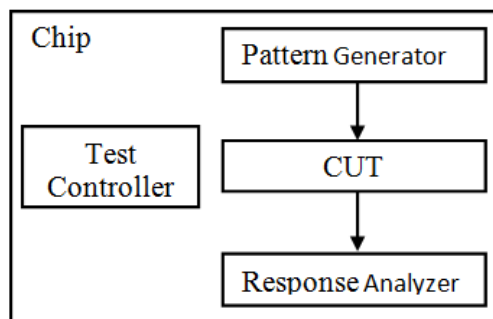 Chip
Pattern Generator
Test
Controller
CUT
Response Analyzer